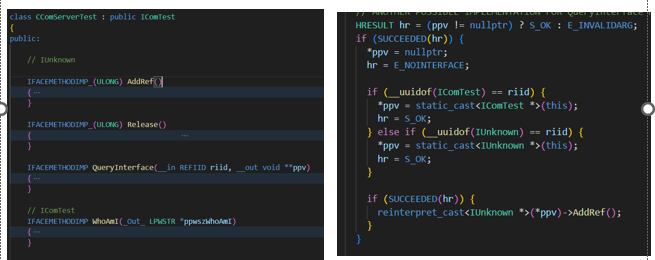 class CComServerTest : public IComTest
{
public:
// IUnknown
IFACEMETHODIMP_(ULONG) AddRef()
{ ...
}
IFACEMETHODIMP_(ULONG) Release()
{ ...
}
IFACEMETHODIMP QueryInterface(__in REFIID riid, __out void **ppv)
{ ...
}
// IComTest
IFACEMETHODIMP WhoAmI(_Out_ LPWSTR *ppwszWhoAmI)
{ ...
}
// ANOTHER POSSIBLE IMPLEMENTATION FOR QueryInterface
HRESULT hr = (ppv != nullptr) ? S_OK : E_INVALIDARG;
if (SUCCEEDED(hr)) {
*ppv = nullptr;
hr = E_NOINTERFACE;
if (__uuidof(IComTest) == riid) {
*ppv = static_cast<IComTest *>(this);
hr = S_OK;
} else if (__uuidof(IUnknown) == riid) {
*ppv = static_cast<IUnknown *>(this);
hr = S_OK;
}
if (SUCCEEDED(hr)) {
reinterpret_cast<IUnknown *>(*ppv)->AddRef();
}
}